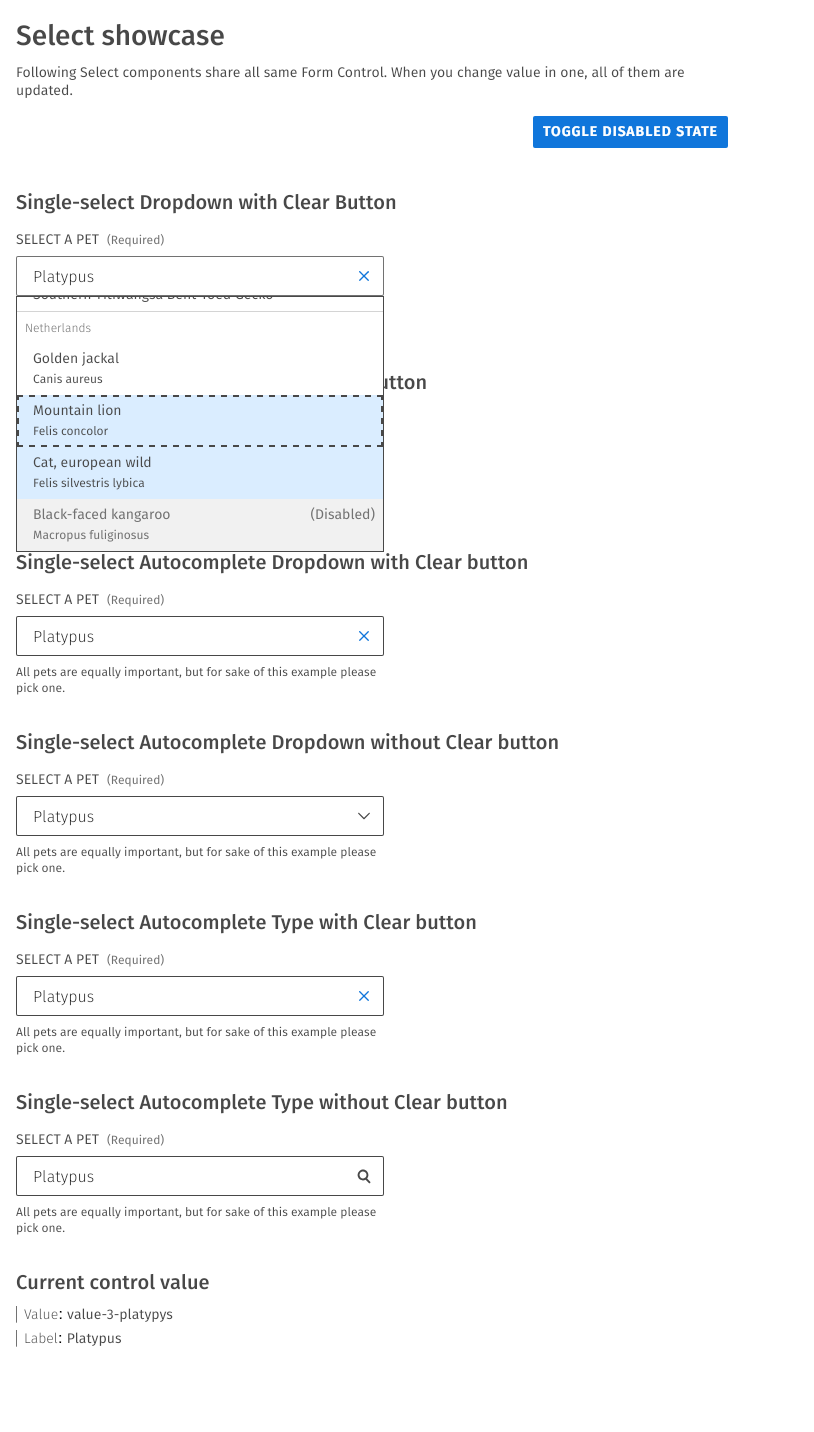 Select showcase
Following Select components share all same Form Control. When you change value in one, all of them are
updated.
TOGGLE DISABLED STATE
Single-select Dropdown with Clear Button
SELECT A PET (Required)
Platypus
Netherlands
Golden jackal
Canis aureus
utton
Mountain lion
Felis concolor
Cat, european wild
Felis silvestris lybica
Black-faced kangaroo (Disabled)
Macropus fuliginosus
Single-select Autocomplete Dropdown with Clear button
SELECT A PET (Required)
Platypus
All pets are equally important, but for sake of this example please
pick one.
Single-select Autocomplete Dropdown without Clear button
SELECT A PET (Required)
Platypus
All pets are equally important, but for sake of this example please
pick one.
Single-select Autocomplete Type with Clear button
SELECT A PET (Required)
Platypus
All pets are equally important, but for sake of this example please
pick one.
Single-select Autocomplete Type without Clear button
SELECT A PET (Required)
Platypus
All pets are equally important, but for sake of this example please
pick one.
Current control value
Value: value-3-platypys
Label: Platypus